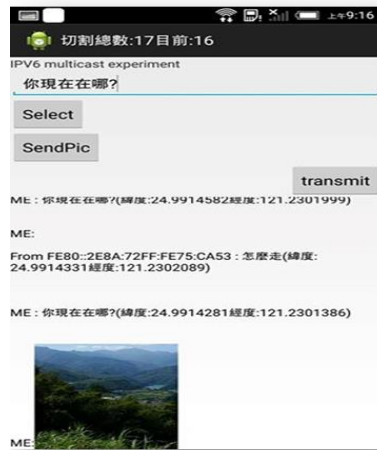 上午9:16
切割總數:17目前:16
IPV6 multicast experiment
你現在在哪?
Select
SendPic
transmit
ME : 你現在在哪?(緯度:24.9914582經度:121.2301999)
ME:
From FE80::2E8A:72FF:FE75:CA53 : 怎麼走(緯度:
24.9914331經度:121.2302089)
ME : 你現在在哪?(緯度:24.9914281經度:121.2301386)
ME: